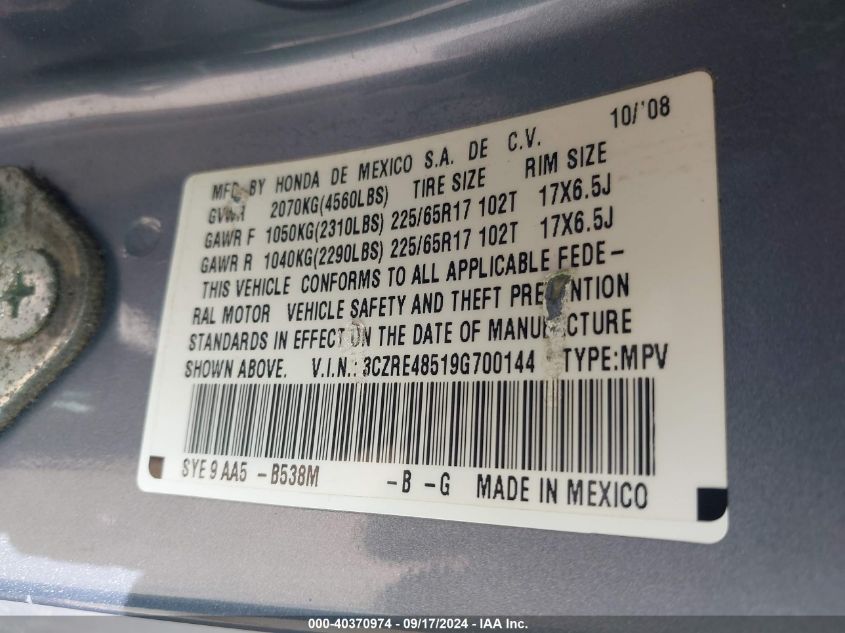 10/'08
MFD BY HONDA DE MEXICO S.A. DE C.V.
GVWR 2070KG(4560LBS) TIRE SIZE RIM SIZE
GAWR F 1050KG(2310LBS) 225/65R17 102T 17X6.5J
GAWR R 1040KG(2290LBS) 225/65R17 102T 17X6.5J
THIS VEHICLE CONFORMS TO ALL APPLICABLE FEDE–
RAL MOTOR VEHICLE SAFETY AND THEFT PREVENTION
STANDARDS IN EFFECT ON THE DATE OF MANUFACTURE
SHOWN ABOVE. V.I.N.: 3CZRE48519G700144 TYPE:MPV
SYE 9 AA5 –B538M –B –G MADE IN MEXICO
000-40370974 / 09/17/2024 - IAA Inc.